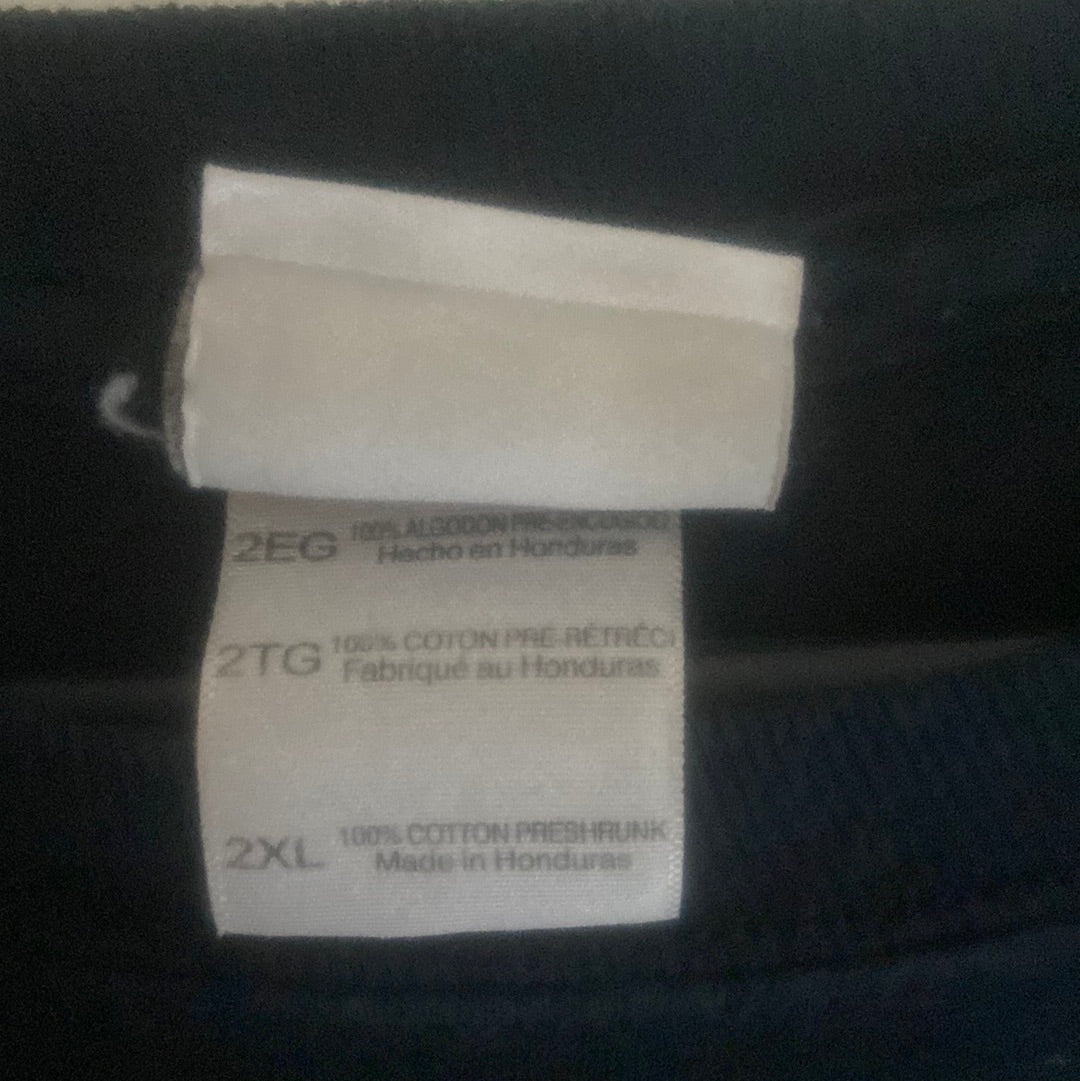 2EG 100% ALGODON PRE-ENCOGIDO
Hecho en Honduras
2TG 100% COTON PRÉ-RÉTRÉCI
Fabriqué au Honduras
2XL 100% COTTON PRESHRUNK
Made in Honduras